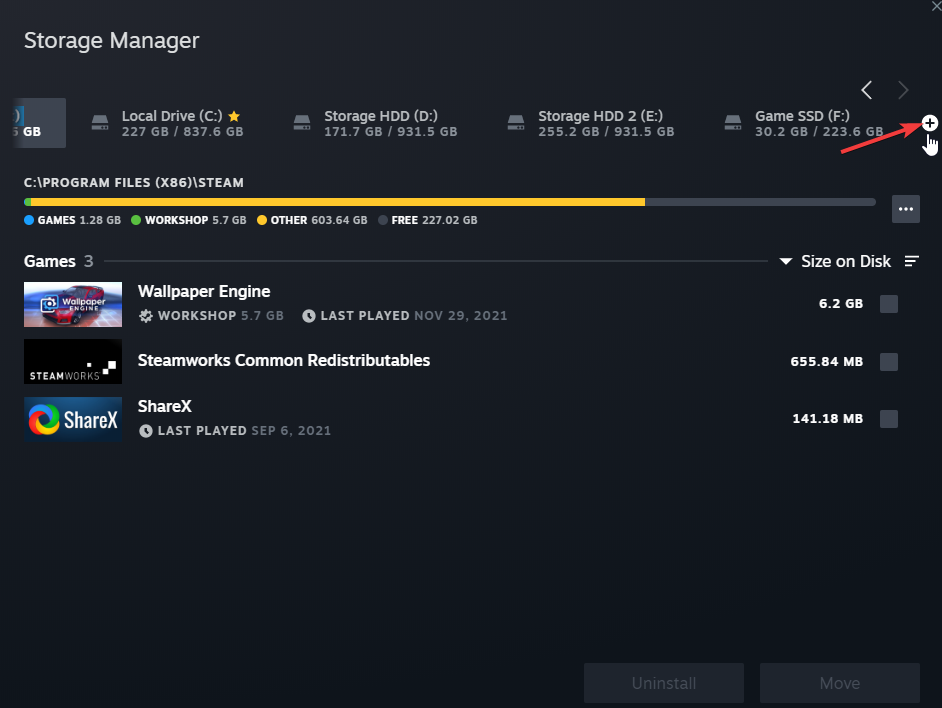 Storage Manager
:)
GB
Local Drive (C:)
227 GB / 837.6 GB
Storage HDD (D:)
171.7 GB / 931.5 GB
Storage HDD 2 (E:)
255.2 GB / 931.5 GB
Game SSD (F:)
30.2 GB / 223.6 GB
C:\PROGRAM FILES (X86)\STEAM
GAMES 1.28 GB WORKSHOP 5.7 GB OTHER 603.64 GB FREE 227.02 GB
Games 3
Size on Disk
Wallpaper ENGINE
Wallpaper Engine
WORKSHOP 5.7 GB LAST PLAYED NOV 29, 2021
6.2 GB
STEAMWORKS
Steamworks Common Redistributables
655.84 MB
ShareX
ShareX
LAST PLAYED SEP 6, 2021
141.18 MB
Uninstall
Move